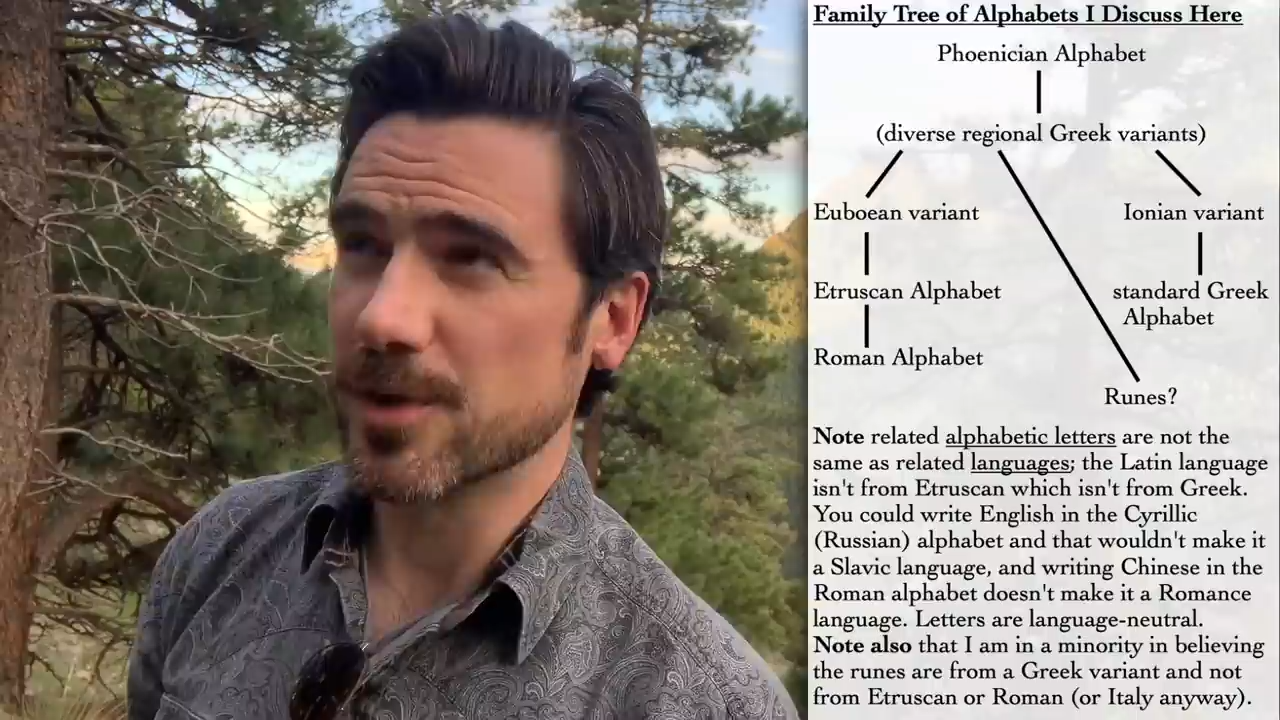 Family Tree of Alphabets I Discuss Here
Phoenician Alphabet
(diverse regional Greek variants)
Euboean variant
Ionian variant
Etruscan Alphabet
standard Greek
Alphabet
Roman Alphabet
Runes?
Note related alphabetic letters are not the
same as related languages; the Latin language
isn't from Etruscan which isn't from Greek.
You could write English in the Cyrillic
(Russian) alphabet and that wouldn't make it
a Slavic language, and writing Chinese in the
Roman alphabet doesn't make it a Romance
language. Letters are language-neutral.
Note also that I am in a minority in believing
the runes are from a Greek variant and not
from Etruscan or Roman (or Italy anyway).